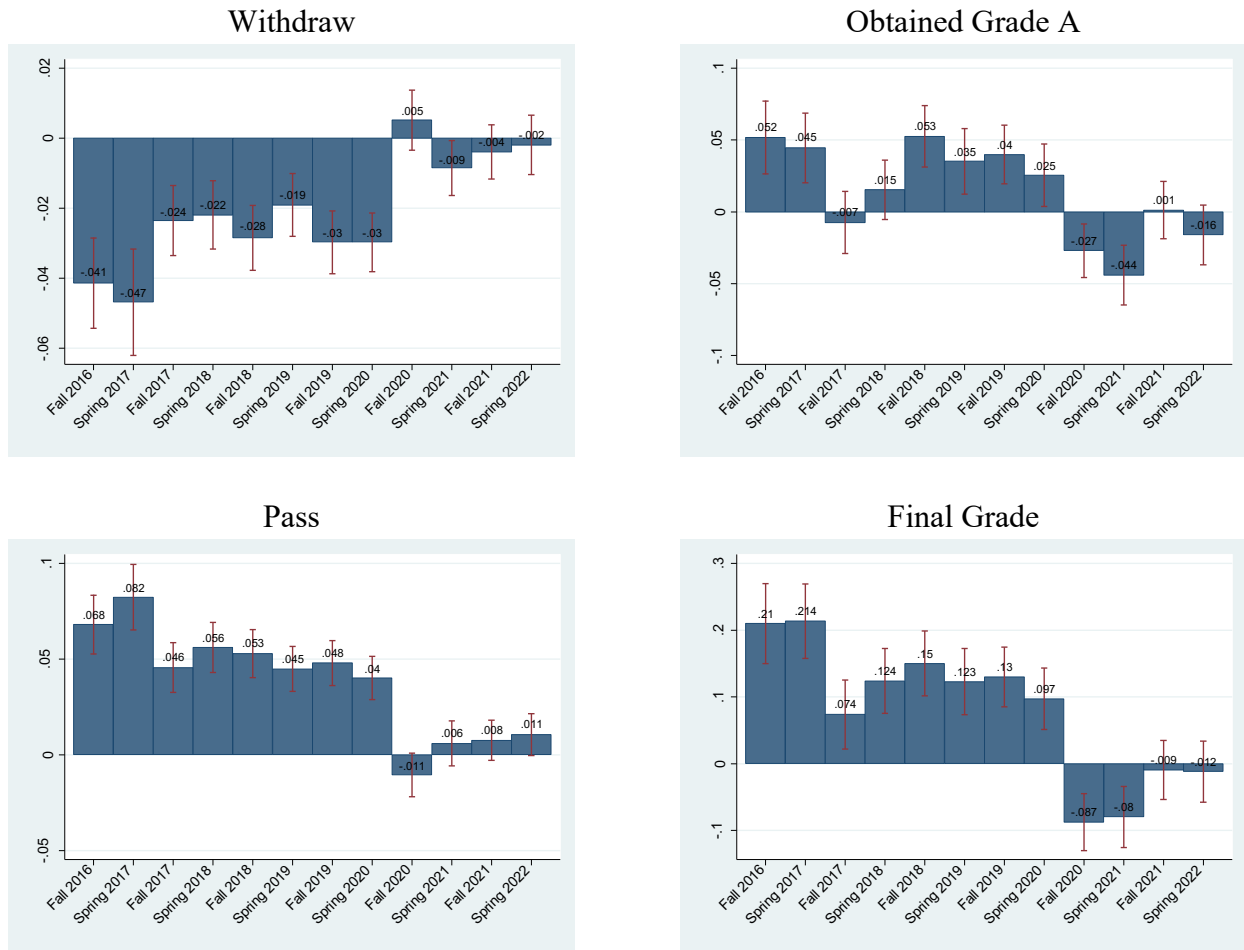 Withdraw
.02
0
-.02
-.04
-.06
-.041
-.047
-.024
-.022
-.028
-.019
-.03
-.03
.005
-.009
-.004
-.002
Fall 2016
Spring 2017
Fall 2017
Spring 2018
Fall 2018
Spring 2019
Fall 2019
Spring 2020
Fall 2020
Spring 2021
Fall 2021
Spring 2022
Obtained Grade A
.1
.05
0
-.05
-.1
.052
.045
-.007
.015
.053
.035
.04
.025
-.027
-.044
.001
-.016
Fall 2016
Spring 2017
Fall 2017
Spring 2018
Fall 2018
Spring 2019
Fall 2019
Spring 2020
Fall 2020
Spring 2021
Fall 2021
Spring 2022
Pass
.1
.05
0
-.05
.068
.082
.046
.056
.053
.045
.048
.04
-.011
.006
.008
.011
Fall 2016
Spring 2017
Fall 2017
Spring 2018
Fall 2018
Spring 2019
Fall 2019
Spring 2020
Fall 2020
Spring 2021
Fall 2021
Spring 2022
Final Grade
.3
.2
.1
0
-.1
.21
.214
.074
.124
.15
.123
.13
.097
-.087
-.08
-.009
-.012
Fall 2016
Spring 2017
Fall 2017
Spring 2018
Fall 2018
Spring 2019
Fall 2019
Spring 2020
Fall 2020
Spring 2021
Fall 2021
Spring 2022